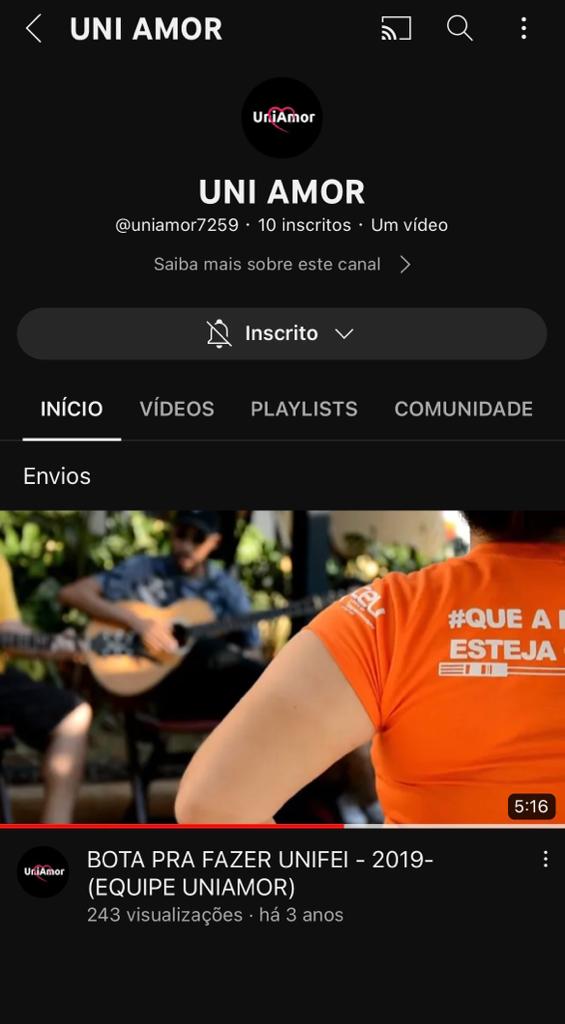 UNI AMOR
UniAmor
UNI AMOR
@uniamor7259 · 10 inscritos · Um vídeo
Saiba mais sobre este canal
Inscrito
INÍCIO VÍDEOS PLAYLISTS COMUNIDADE
Envios
#QUE A
ESTEJA
5:16
UniAmor
BOTA PRA FAZER UNIFEI - 2019-
(EQUIPE UNIAMOR)
243 visualizações · há 3 anos